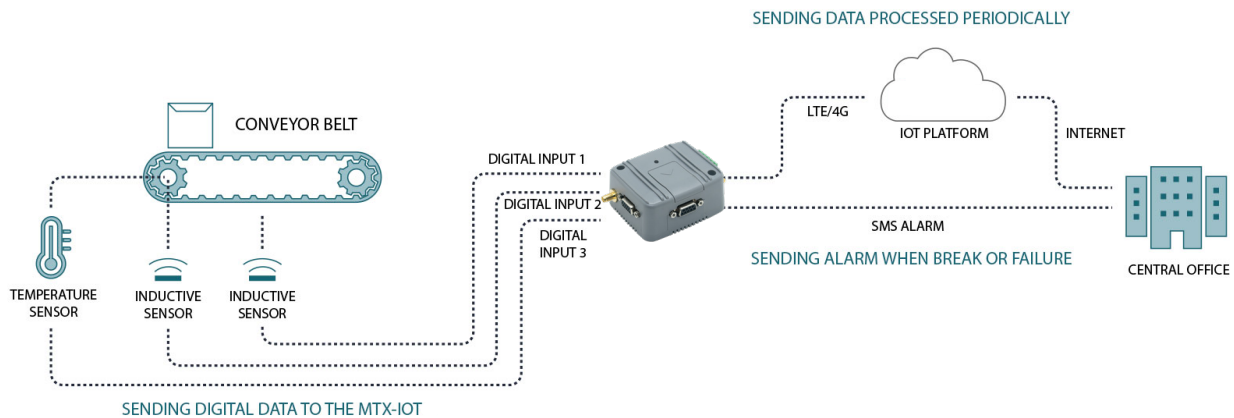 SENDING DATA PROCESSED PERIODICALLY
CONVEYOR BELT
LTE/4G
IOT PLATFORM
INTERNET
DIGITAL INPUT 1
DIGITAL INPUT 2
DIGITAL
INPUT 3
SMS ALARM
SENDING ALARM WHEN BREAK OR FAILURE
CENTRAL OFFICE
TEMPERATURE
SENSOR
INDUCTIVE
SENSOR
INDUCTIVE
SENSOR
SENDING DIGITAL DATA TO THE MTX-IOT